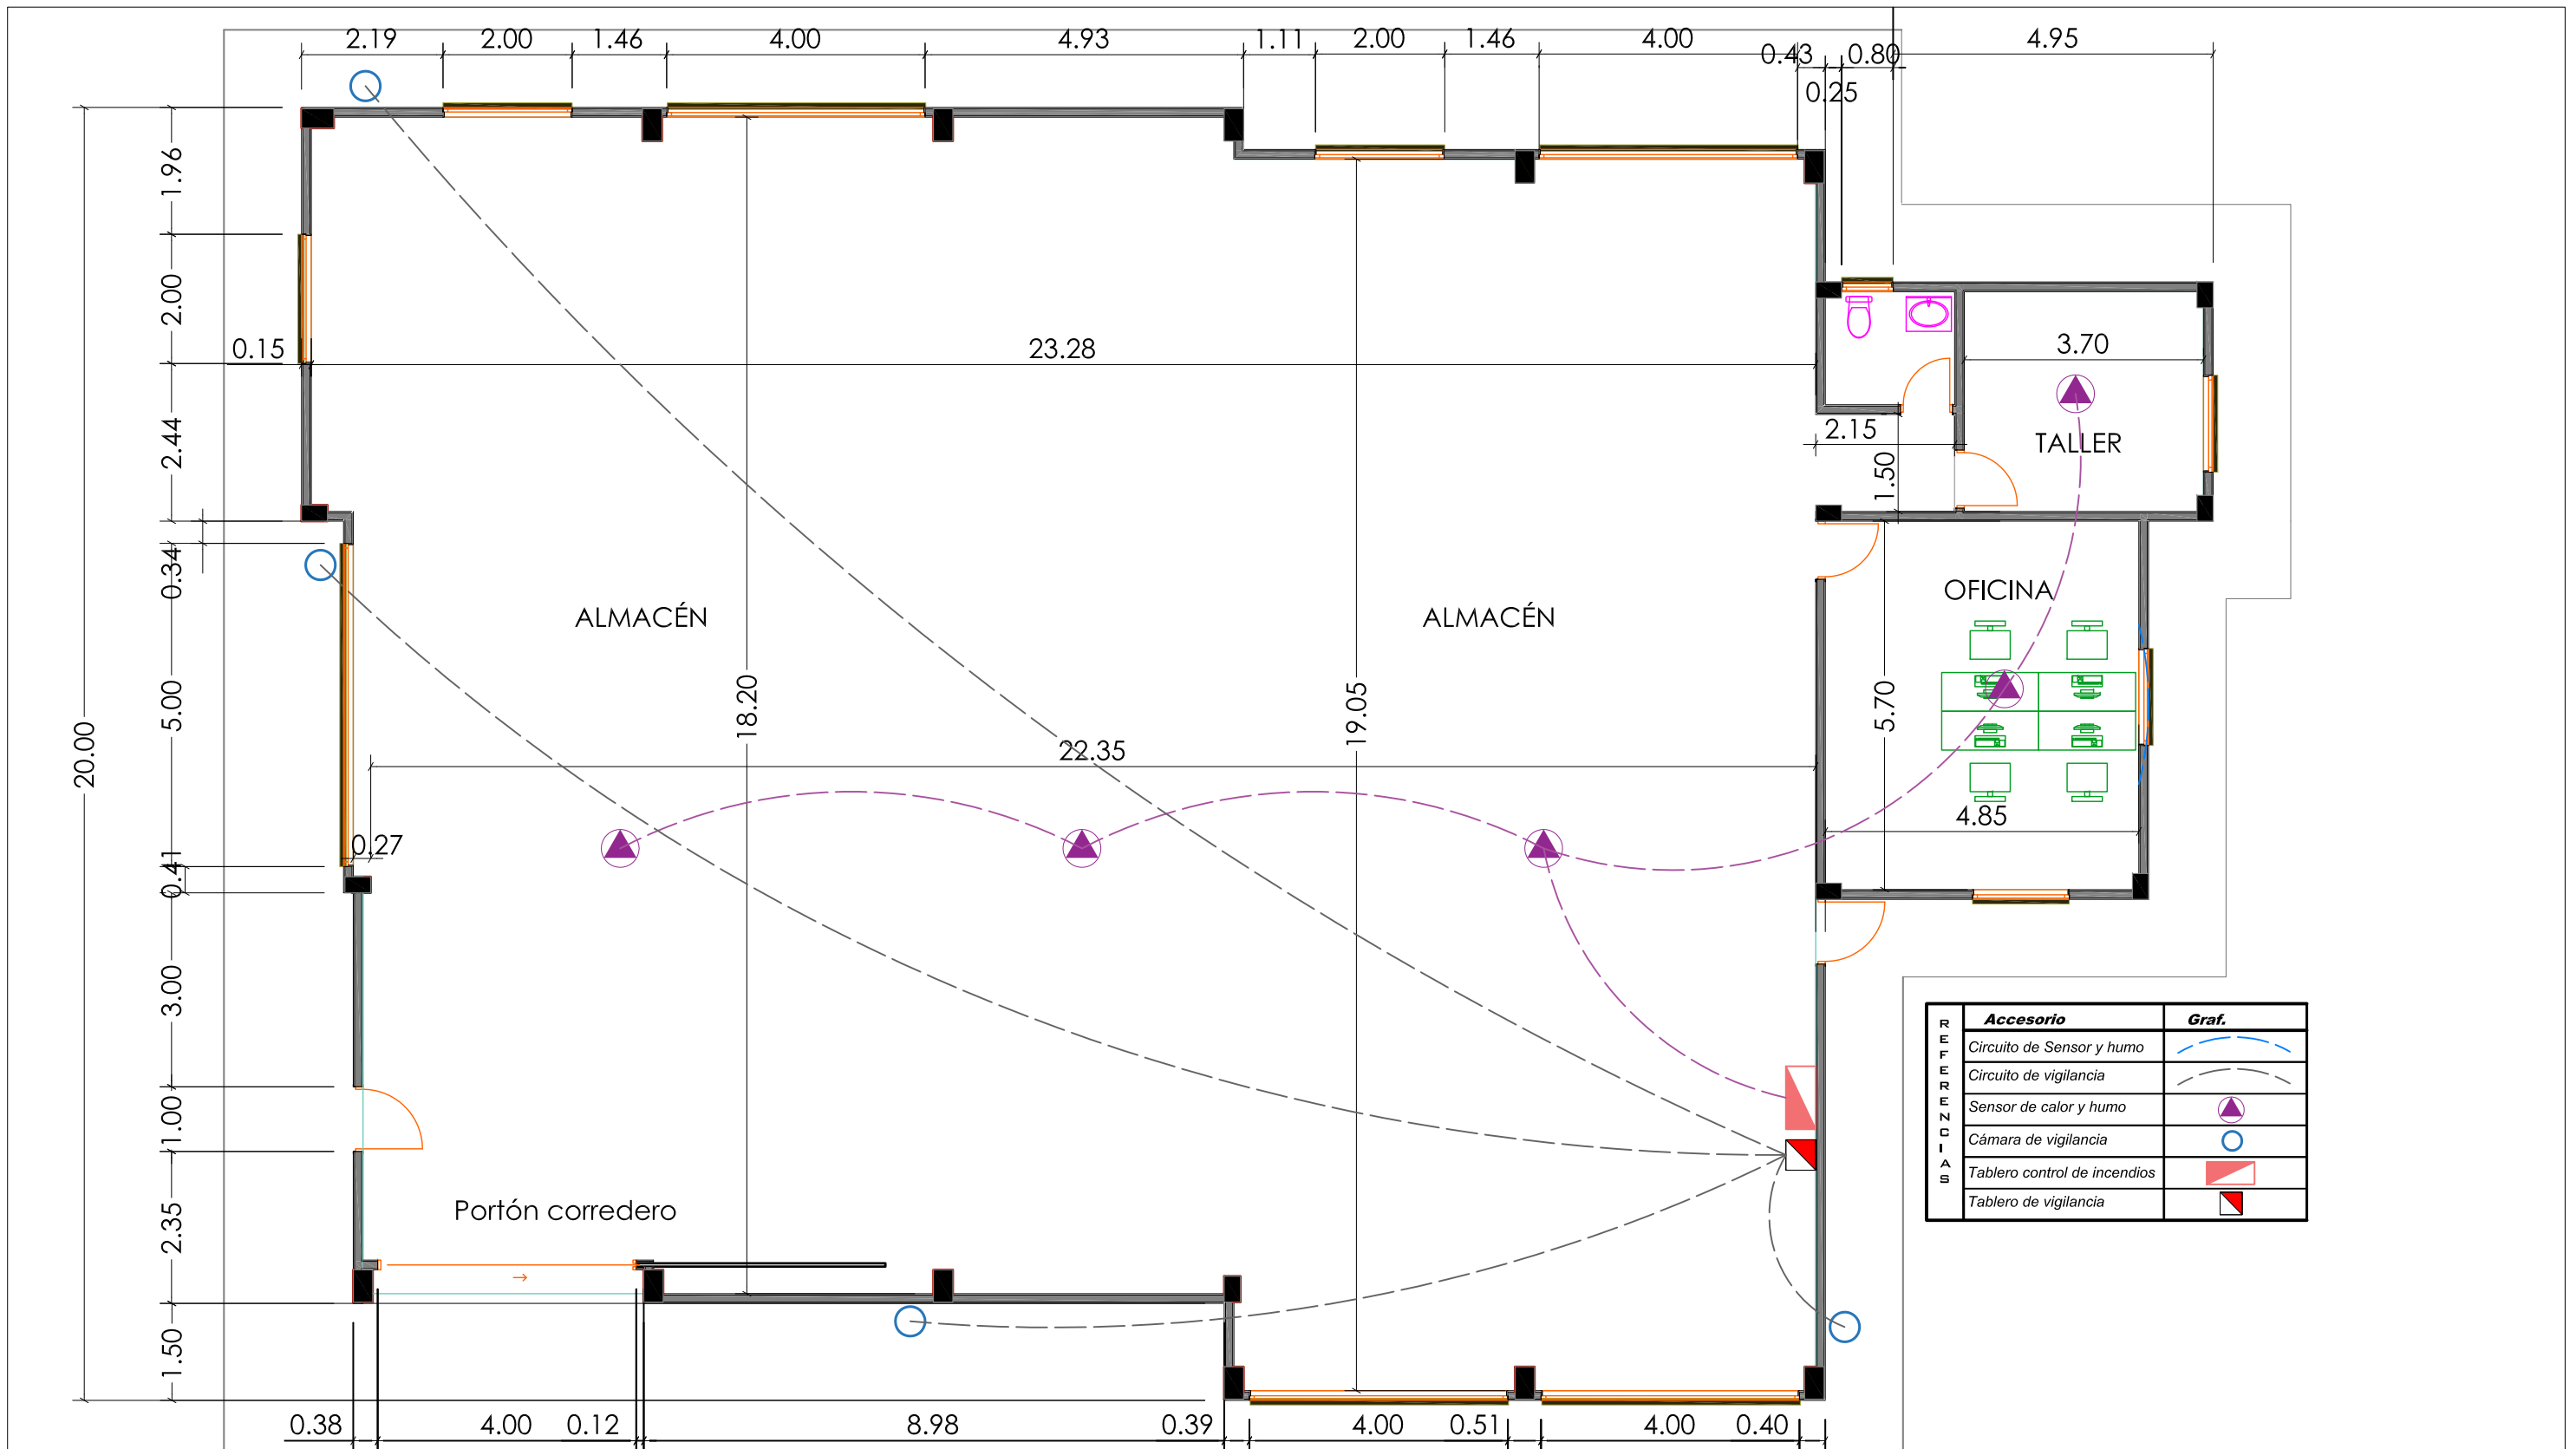 2.19 2.00 1.46 4.00 4.93 1.11 2.00 1.46 4.00 4.95
0.43 0.80
0.25
1.96
2.00
0.15 23.28 3.70
2.44 2.15 TALLER
1.50
0.34
OFICINA
ALMACÉN ALMACÉN
5.00 18.20 19.05 5.70
20.00
22.35
4.85
0.27
0.41
3.00
1.00
2.35
Portón corredero
1.50
REFERENCIAS
Accesorio Graf.
Circuito de Sensor y humo
Circuito de vigilancia
Sensor de calor y humo
Cámara de vigilancia
Tablero control de incendios
Tablero de vigilancia
0.38 4.00 0.12 8.98 0.39 4.00 0.51 4.00 0.40